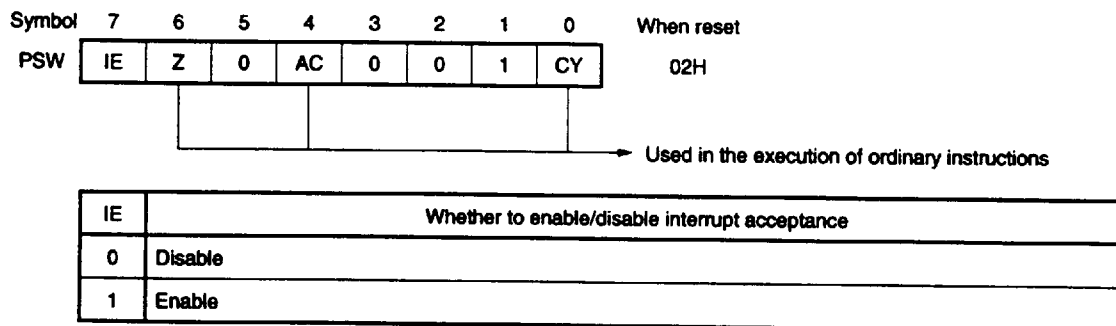 Symbol 7 6 5 4 3 2 1 0 When reset
PSW IE Z 0 AC 0 0 1 CY 02H
Used in the execution of ordinary instructions
IE Whether to enable/disable interrupt acceptance
0 Disable
1 Enable